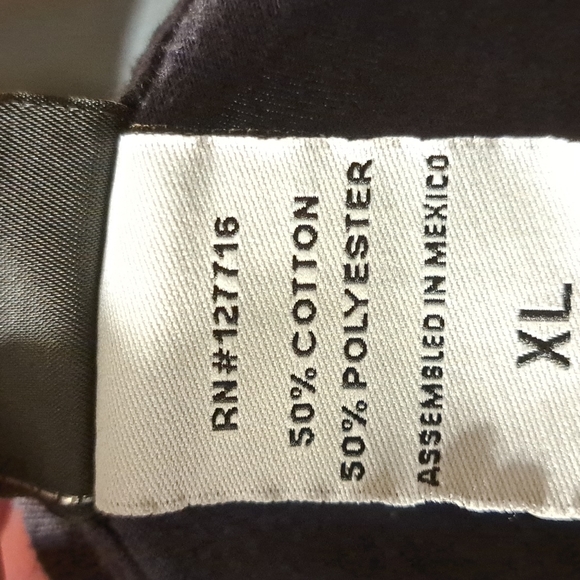 RN#127716
50% COTTON
50% POLYESTER
ASSEMBLED IN MEXICO
XL